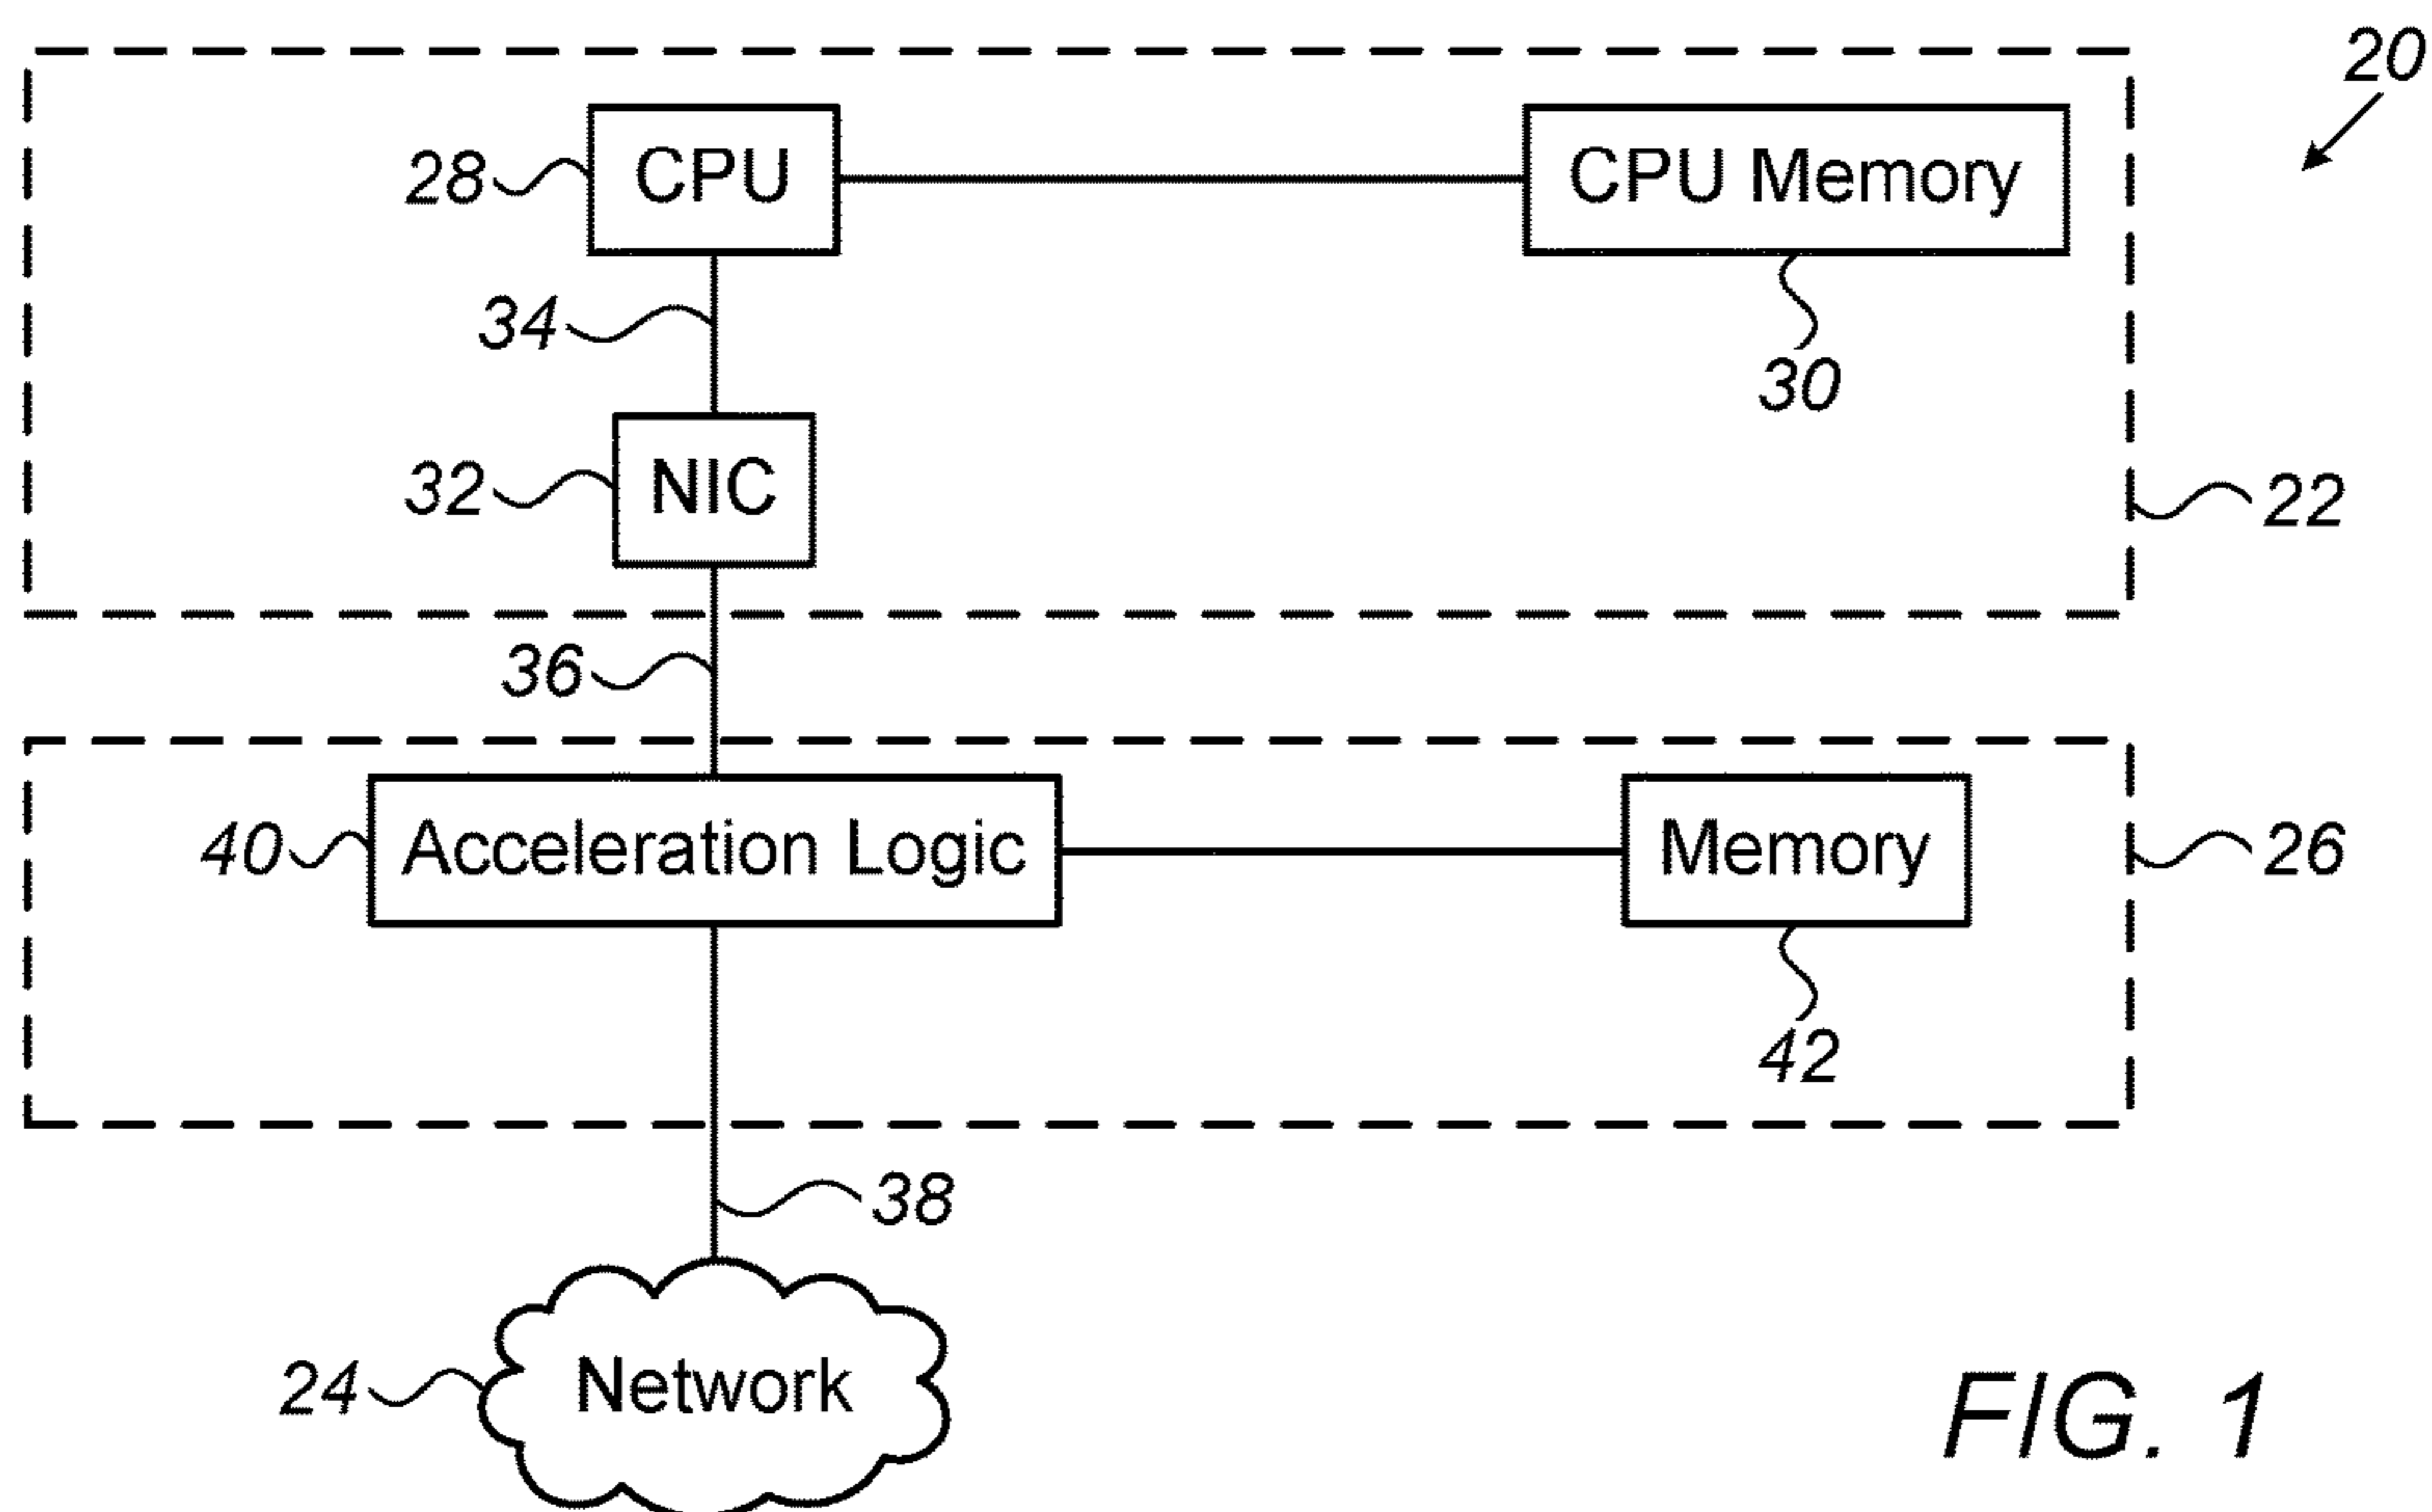 20
28
CPU
CPU Memory
34
30
32
NIC
22
36
40
Acceleration Logic
Memory
26
42
38
24
Network
FIG. 1